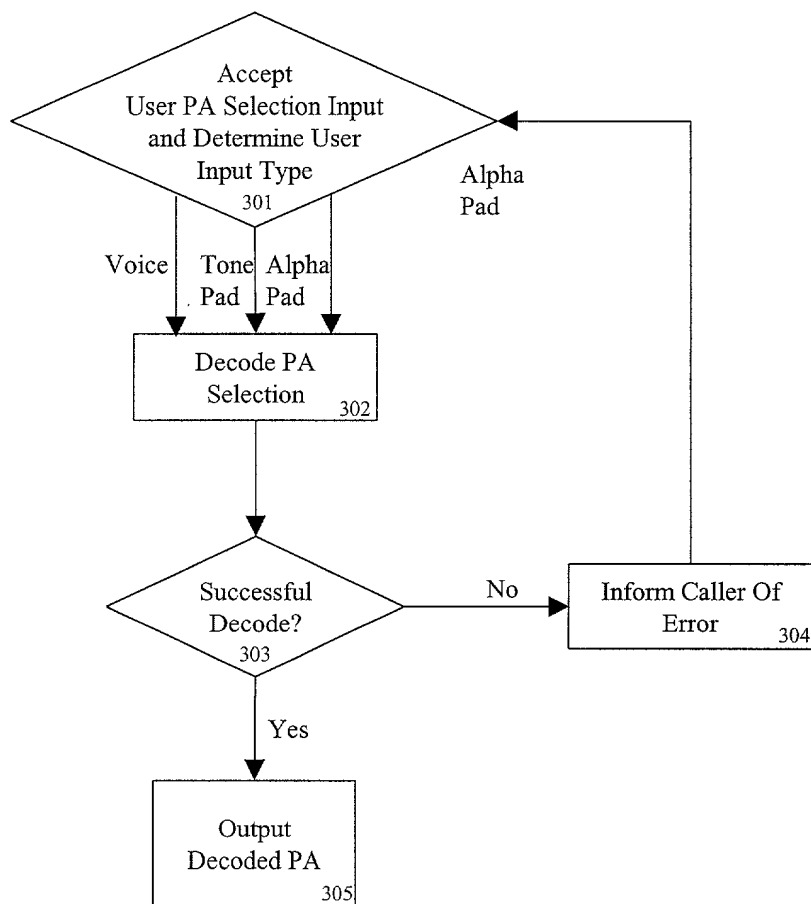 Accept
User PA Selection Input
and Determine User
Input Type
301
Alpha
Pad
Voice
Tone
Pad
Alpha
Pad
Decode PA
Selection
302
Successful
Decode?
303
No
Inform Caller Of
Error
304
Yes
Output
Decoded PA
305